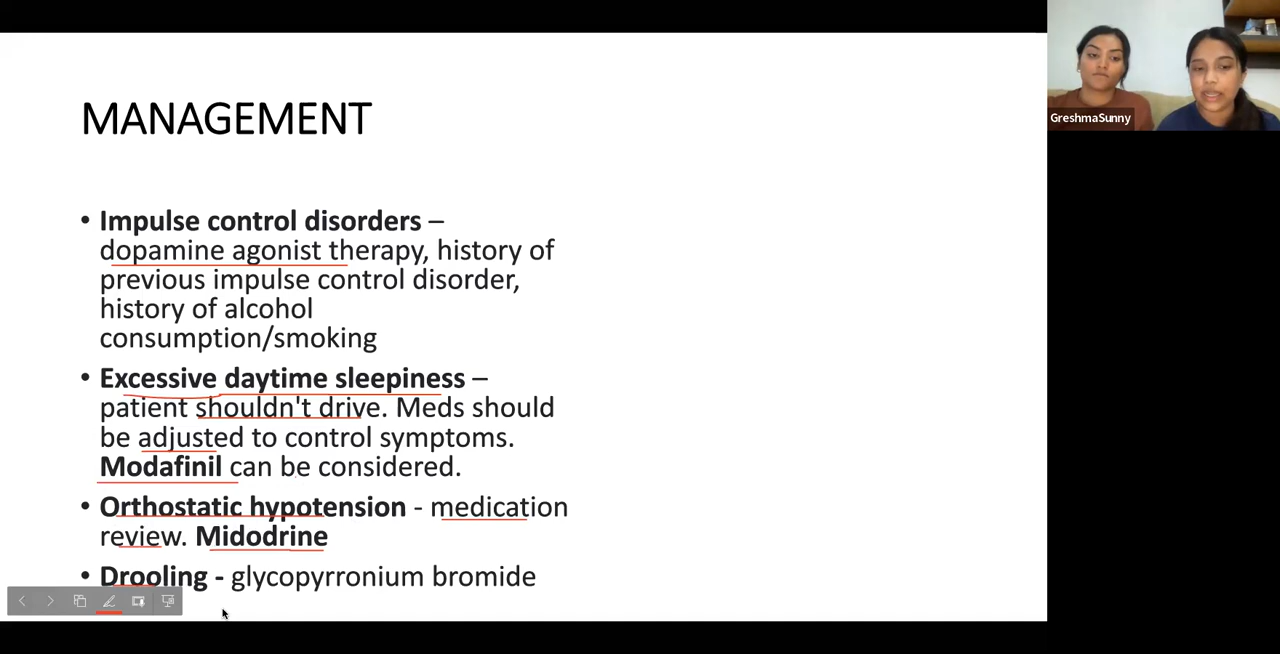 MANAGEMENT
• Impulse control disorders –
dopamine agonist therapy, history of
previous impulse control disorder,
history of alcohol
consumption/smoking
• Excessive daytime sleepiness –
patient shouldn't drive. Meds should
be adjusted to control symptoms.
Modafinil can be considered.
• Orthostatic hypotension - medication
review. Midodrine
• Drooling - glycopyrronium bromide
GreshmaSunny